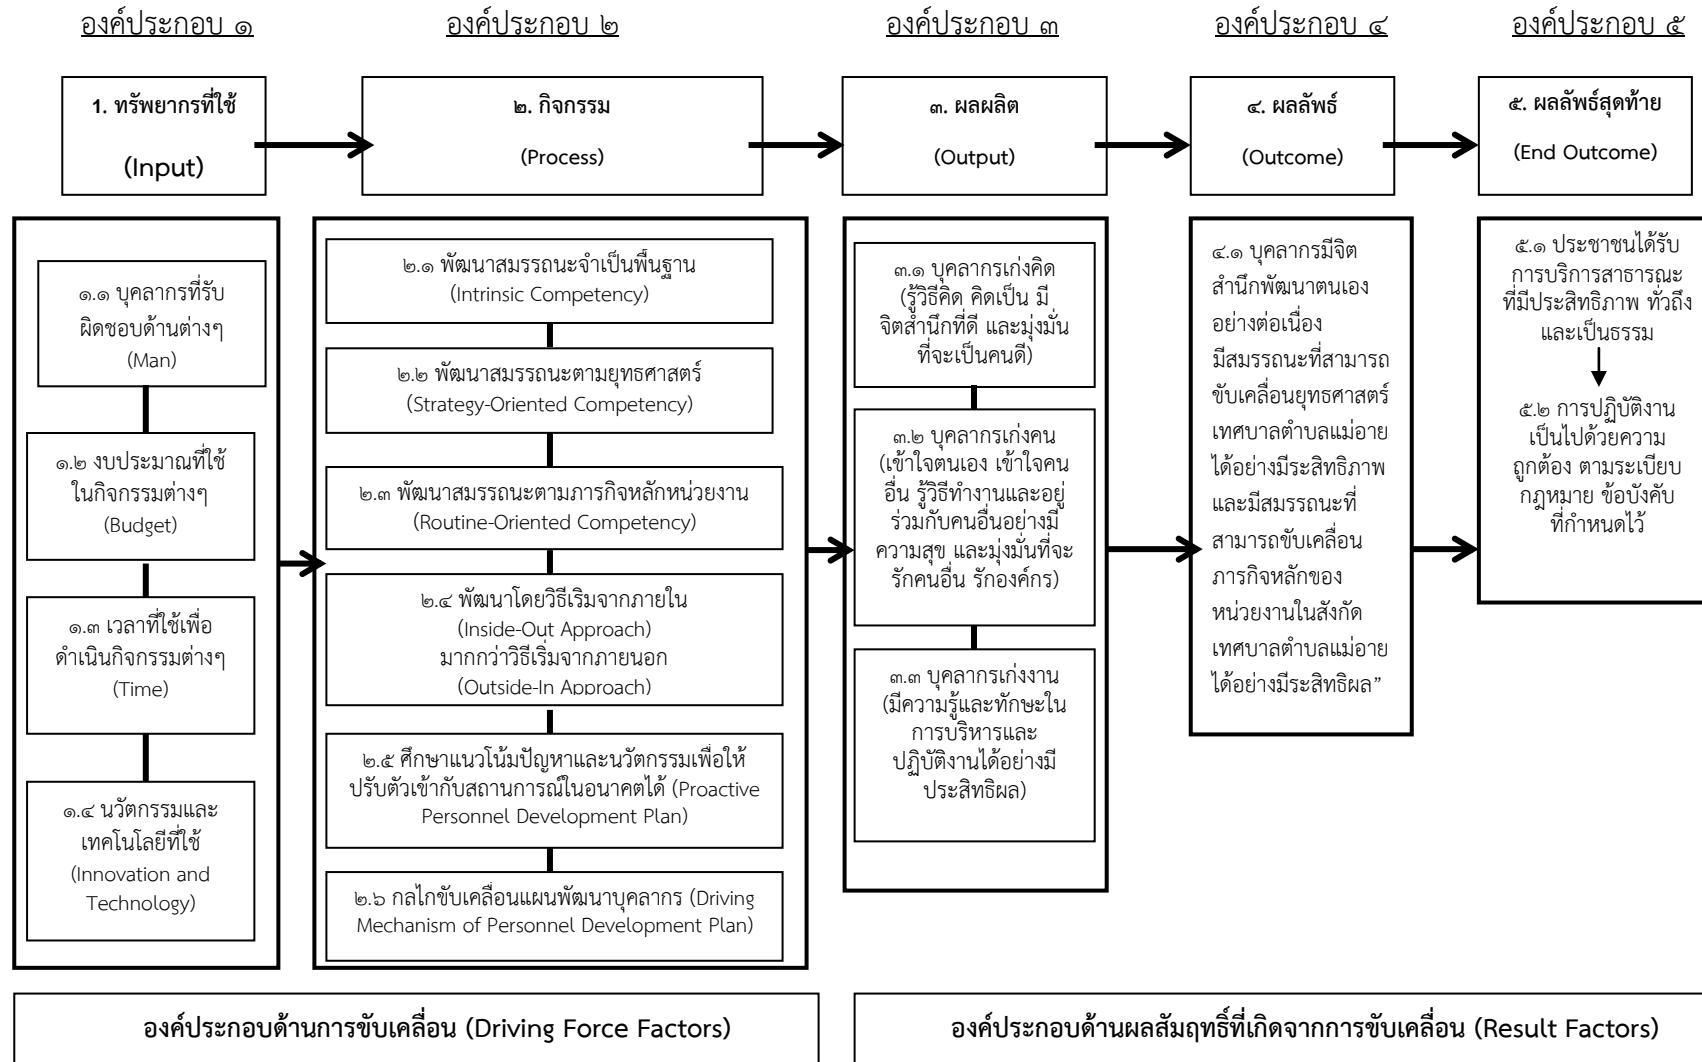 องค์ประกอบ ๑
องค์ประกอบ ๒
องค์ประกอบ ๓
องค์ประกอบ ๔
องค์ประกอบ ๕
1. ทรัพยากรที่ใช้
(Input)
๒. กิจกรรม
(Process)
๓. ผลผลิต
(Output)
๔. ผลลัพธ์
(Outcome)
๕. ผลลัพธ์สุดท้าย
(End Outcome)
๑.๑ บุคลากรที่รับ
ผิดชอบด้านต่างๆ
(Man)
๑.๒ งบประมาณที่ใช้
ในกิจกรรมต่างๆ
(Budget)
๑.๓ เวลาที่ใช้เพื่อ
ดำเนินกิจกรรมต่างๆ
(Time)
๑.๔ นวัตกรรมและ
เทคโนโลยีที่ใช้
(Innovation and
Technology)
๒.๑ พัฒนาสมรรถนะจำเป็นพื้นฐาน
(Intrinsic Competency)
๒.๒ พัฒนาสมรรถนะตามยุทธศาสตร์
(Strategy-Oriented Competency)
๒.๓ พัฒนาสมรรถนะตามภารกิจหลักหน่วยงาน
(Routine-Oriented Competency)
๒.๔ พัฒนาโดยวิธีเริมจากภายใน
(Inside-Out Approach)
มากกว่าวิธีเริ่มจากภายนอก
(Outside-In Approach)
๒.๕ ศึกษาแนวโน้มปัญหาและนวัตกรรมเพื่อให้
ปรับตัวเข้ากับสถานการณ์ในอนาคตได้ (Proactive
Personnel Development Plan)
๒.๖ กลไกขับเคลื่อนแผนพัฒนาบุคลากร (Driving
Mechanism of Personnel Development Plan)
๓.๑ บุคลากรเก่งคิด
(รู้วิธีคิด คิดเป็น มี
จิตสำนึกที่ดี และมุ่งมั่น
ที่จะเป็นคนดี)
๓.๒ บุคลากรเก่งคน
(เข้าใจตนเอง เข้าใจคน
อื่น รู้วิธีทำงานและอยู่
ร่วมกับคนอื่นอย่างมี
ความสุข และมุ่งมั่นที่จะ
รักคนอื่น รักองค์กร)
๓.๓ บุคลากรเก่งงาน
(มีความรู้และทักษะใน
การบริหารและ
ปฏิบัติงานได้อย่างมี
ประสิทธิผล)
๔.๑ บุคลากรมีจิต
สำนึกพัฒนาตนเอง
อย่างต่อเนื่อง
มีสมรรถนะที่สามารถ
ขับเคลื่อนยุทธศาสตร์
เทศบาลตำบลแม่อาย
ได้อย่างมีระสิทธิภาพ
และมีสมรรถนะที่
สามารถขับเคลื่อน
ภารกิจหลักของ
หน่วยงานในสังกัด
เทศบาลตำบลแม่อาย
ได้อย่างมีระสิทธิผล”
๕.๑ ประชาชนได้รับ
การบริการสาธารณะ
ที่มีประสิทธิภาพ ทั่วถึง
และเป็นธรรม
๕.๒ การปฏิบัติงาน
เป็นไปด้วยความ
ถูกต้อง ตามระเบียบ
กฎหมาย ข้อบังคับ
ที่กำหนดไว้
องค์ประกอบด้านการขับเคลื่อน (Driving Force Factors)
องค์ประกอบด้านผลสัมฤทธิ์ที่เกิดจากการขับเคลื่อน (Result Factors)